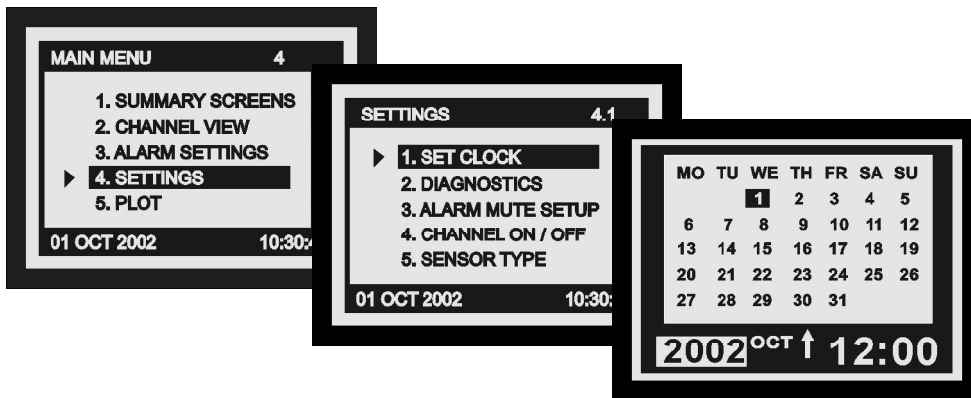 MAIN MENU 4
1. SUMMARY SCREENS
2. CHANNEL VIEW
3. ALARM SETTINGS
4. SETTINGS
5. PLOT
01 OCT 2002 10:30:
SETTINGS 4.1
1. SET CLOCK
2. DIAGNOSTICS
3. ALARM MUTE SETUP
4. CHANNEL ON / OFF
5. SENSOR TYPE
01 OCT 2002 10:30:
MO TU WE TH FR SA SU
1 2 3 4 5
6 7 8 9 10 11 12
13 14 15 16 17 18 19
20 21 22 23 24 25 26
27 28 29 30 31
2002 OCT ↑ 12:00